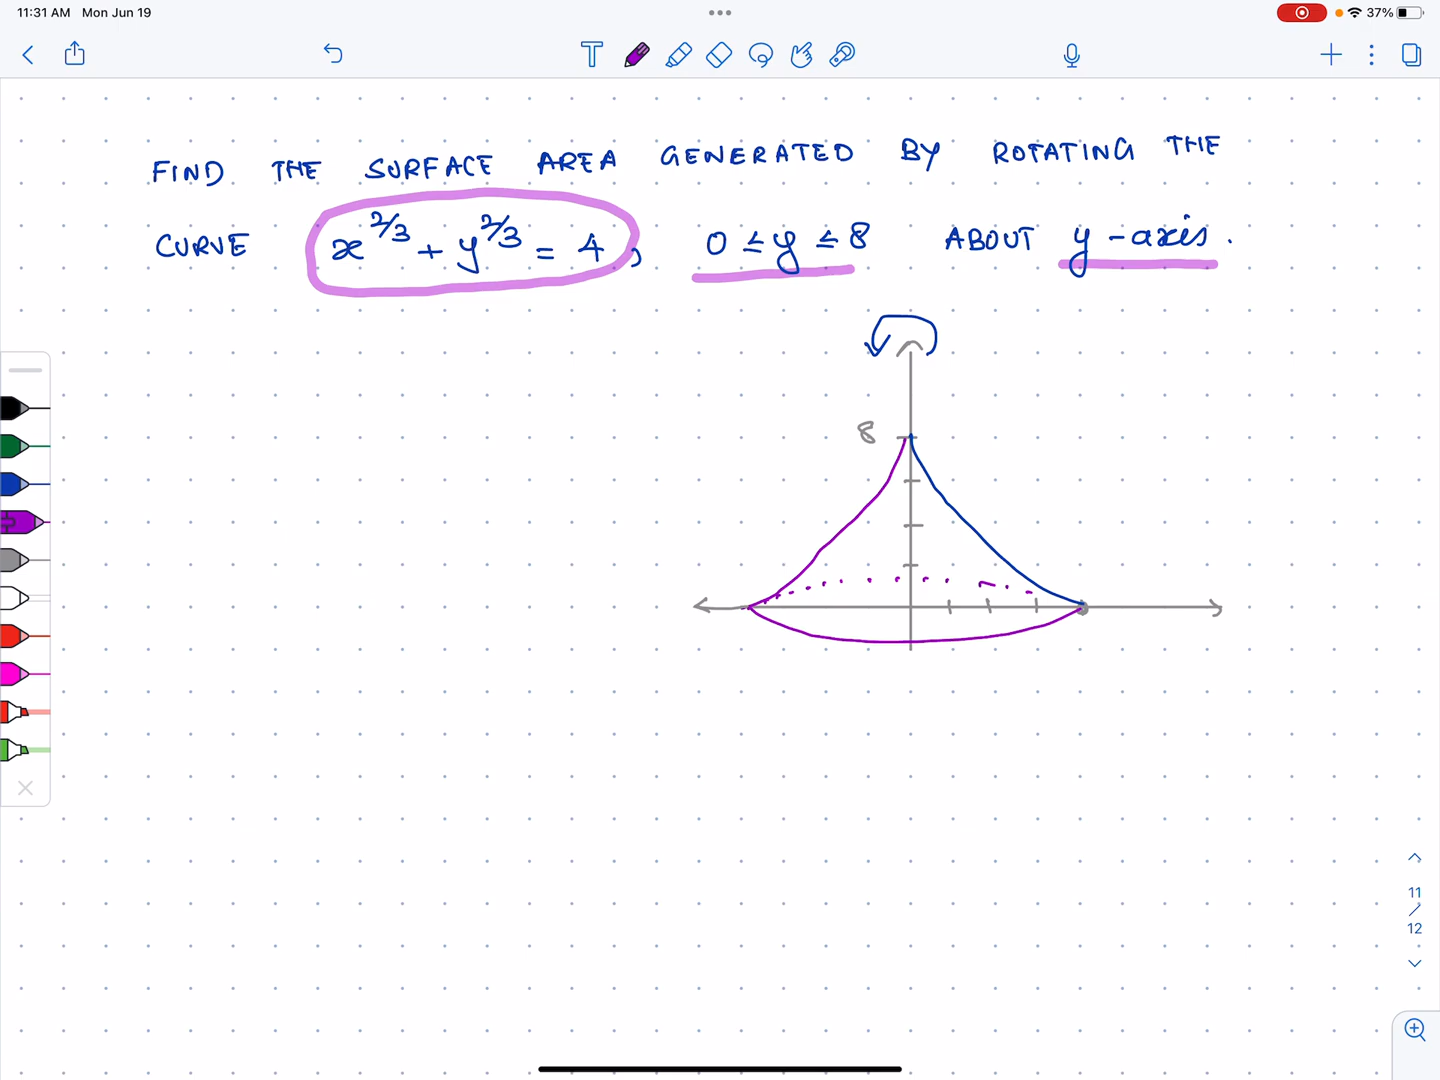 11:31 AM Mon Jun 19
37%
FIND THE SURFACE AREA GENERATED BY ROTATING THE
CURVE x^{2/3} + y^{2/3} = 4, 0 ≤ y ≤ 8 ABOUT y-axis.
8
11
/
12